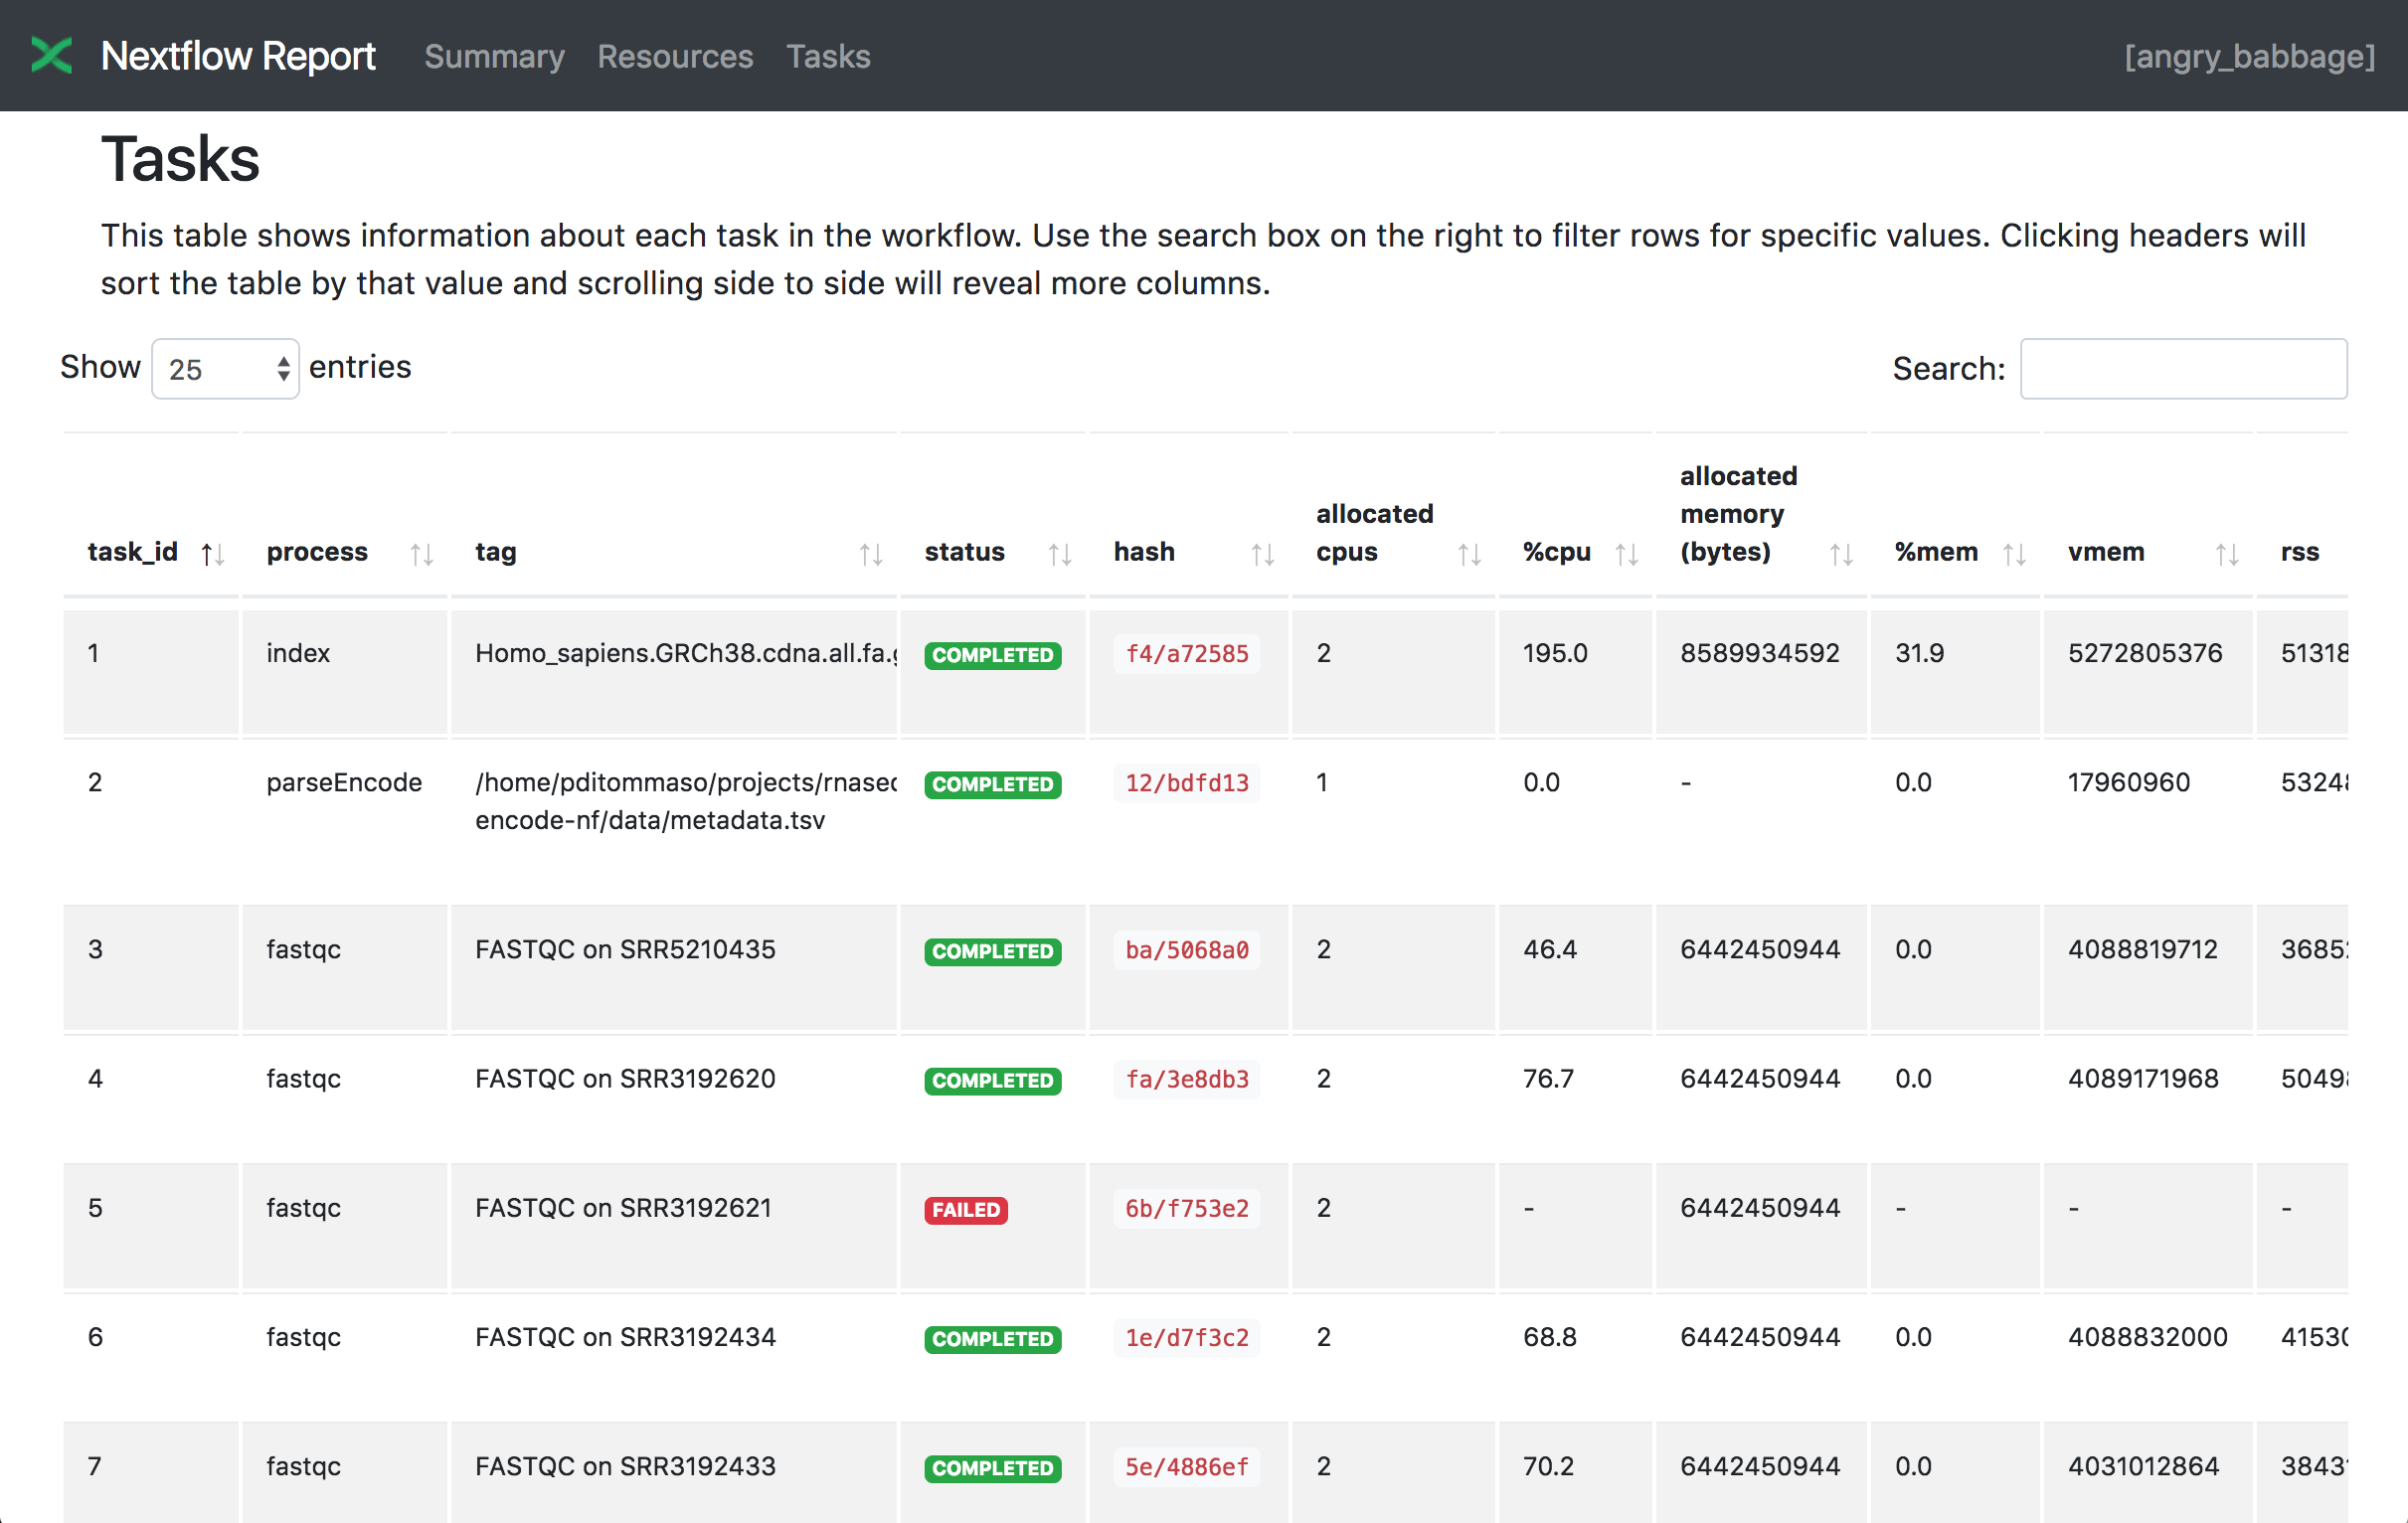 Nextflow Report Summary Resources Tasks [angry_babbage]
Tasks
This table shows information about each task in the workflow. Use the search box on the right to filter rows for specific values. Clicking headers will
sort the table by that value and scrolling side to side will reveal more columns.
Show 25 entries Search:
task_id process tag status hash allocated cpus %cpu allocated memory (bytes) %mem vmem rss
1 index Homo_sapiens.GRCh38.cdna.all.fa. COMPLETED f4/a72585 2 195.0 8589934592 31.9 5272805376 51318
2 parseEncode /home/pditommaso/projects/rnaseq COMPLETED 12/bdfd13 1 0.0 - 0.0 17960960 5324
encode-nf/data/metadata.tsv
3 fastqc FASTQC on SRR5210435 COMPLETED ba/5068a0 2 46.4 6442450944 0.0 4088819712 3685
4 fastqc FASTQC on SRR3192620 COMPLETED fa/3e8db3 2 76.7 6442450944 0.0 4089171968 5049
5 fastqc FASTQC on SRR3192621 FAILED 6b/f753e2 2 - 6442450944 - - -
6 fastqc FASTQC on SRR3192434 COMPLETED 1e/d7f3c2 2 68.8 6442450944 0.0 4088832000 4153
7 fastqc FASTQC on SRR3192433 COMPLETED 5e/4886ef 2 70.2 6442450944 0.0 4031012864 3843